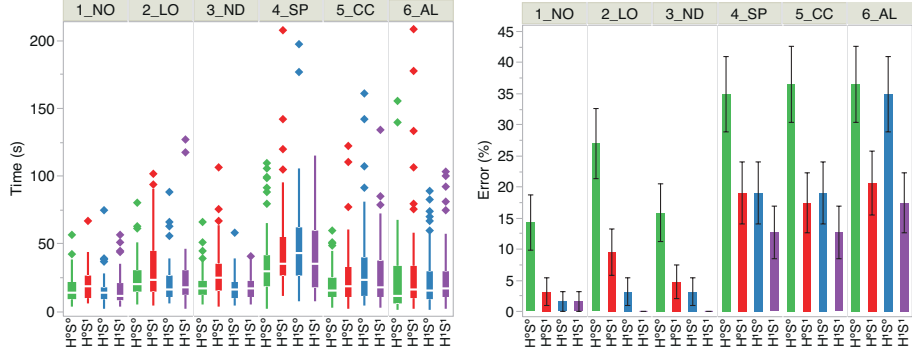 1_NO 2_LO 3_ND 4_SP 5_CC 6_AL
Time (s)
200
150
100
50
0
H⁰S⁰ H⁰S¹ H¹S⁰ H¹S¹ H⁰S⁰ H⁰S¹ H¹S⁰ H¹S¹ H⁰S⁰ H⁰S¹ H¹S⁰ H¹S¹ H⁰S⁰ H⁰S¹ H¹S⁰ H¹S¹ H⁰S⁰ H⁰S¹ H¹S⁰ H¹S¹ H⁰S⁰ H⁰S¹ H¹S⁰ H¹S¹
1_NO 2_LO 3_ND 4_SP 5_CC 6_AL
Error (%)
45
40
35
30
25
20
15
10
5
0
H⁰S⁰ H⁰S¹ H¹S⁰ H¹S¹ H⁰S⁰ H⁰S¹ H¹S⁰ H¹S¹ H⁰S⁰ H⁰S¹ H¹S⁰ H¹S¹ H⁰S⁰ H⁰S¹ H¹S⁰ H¹S¹ H⁰S⁰ H⁰S¹ H¹S⁰ H¹S¹ H⁰S⁰ H⁰S¹ H¹S⁰ H¹S¹